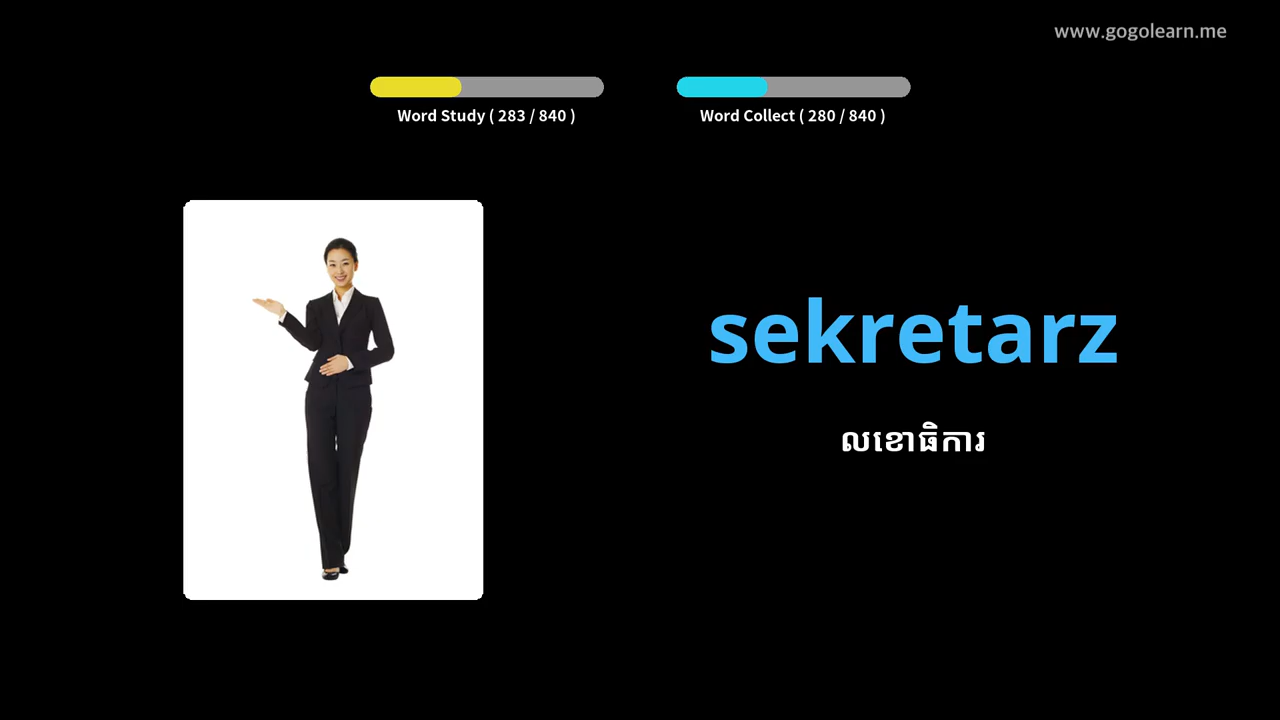 www.gogolearn.me
Word Study ( 283 / 840 )
Word Collect ( 280 / 840 )
sekretarz
លខោធិការ